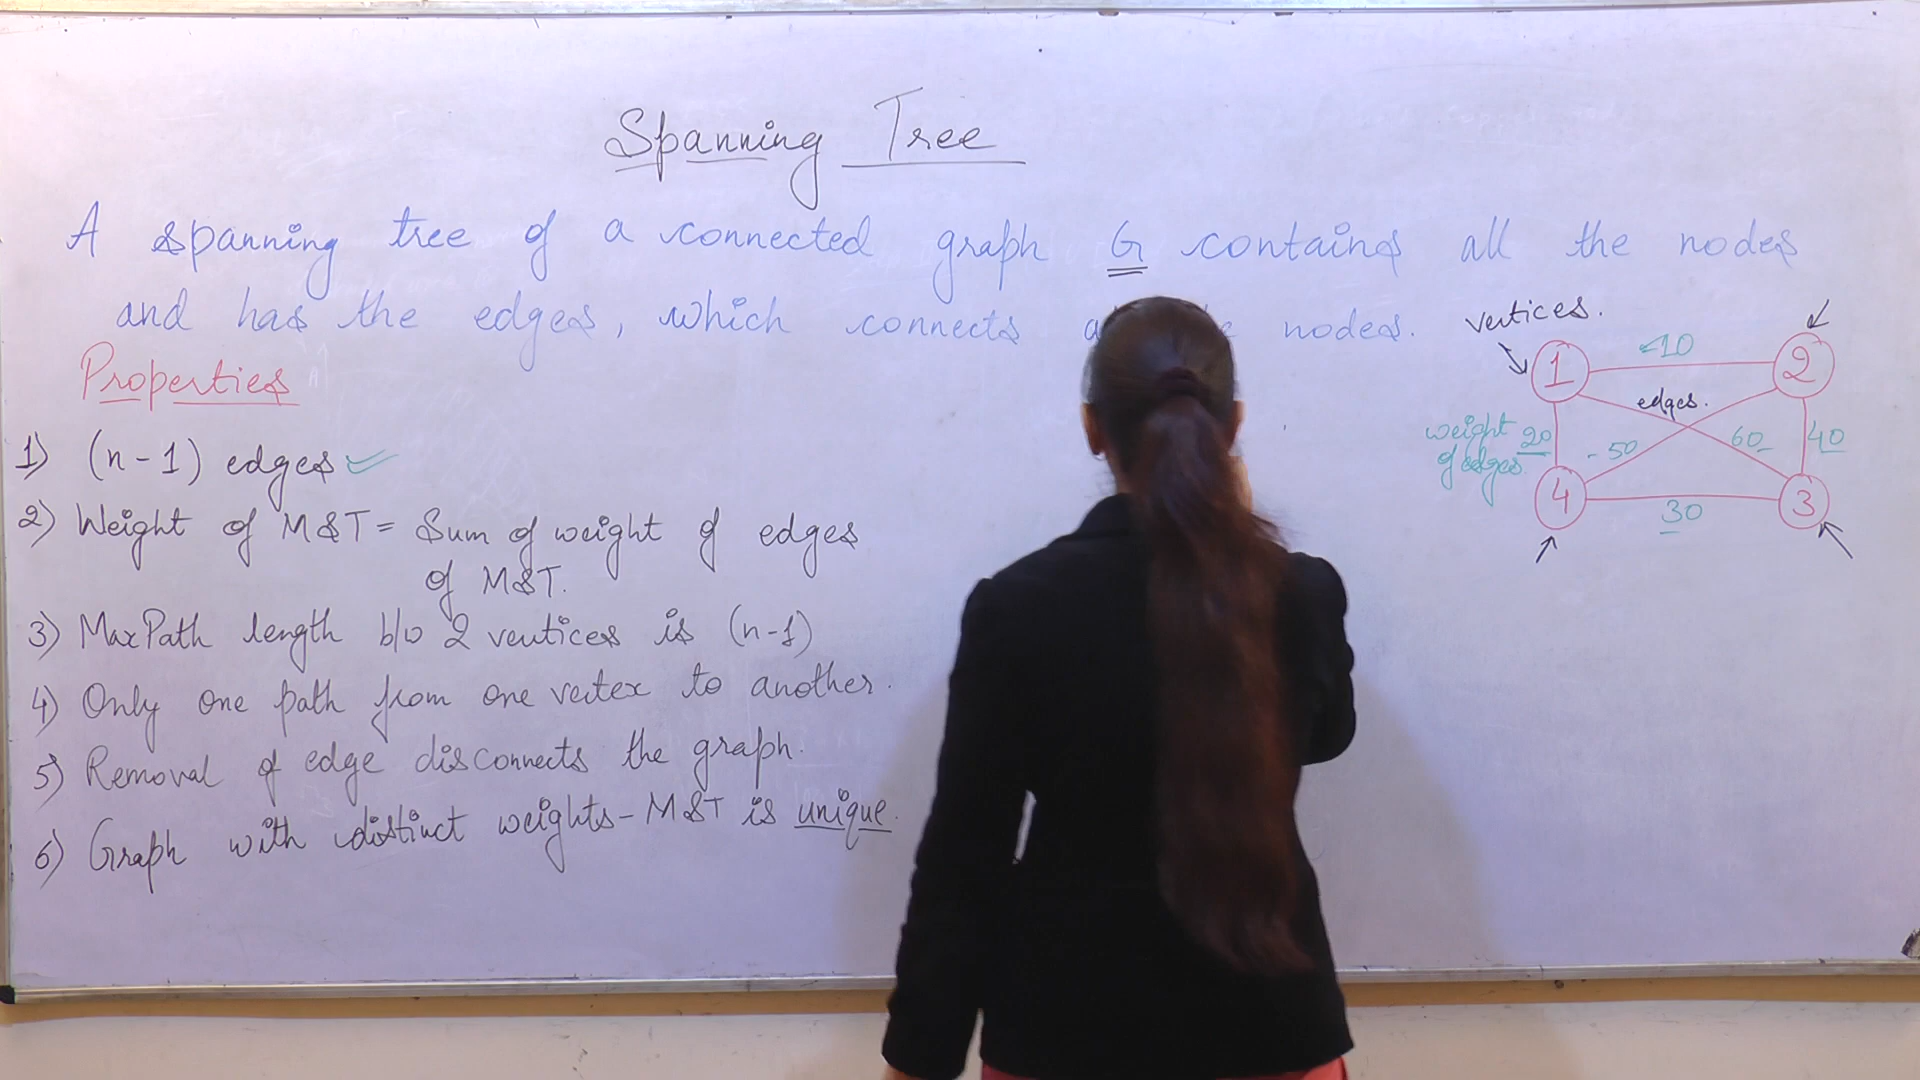 Spanning Tree
A spanning tree of a connected graph G contains all the nodes
and has the edges, which connects nodes.
Properties
1) (n-1) edges
2) Weight of MST = Sum of weight of edges
of MST.
3) Max Path length b/w 2 vertices is (n-1)
4) Only one path from one vertex to another.
5) Removal of edge disconnects the graph.
6) Graph with distinct weights - MST is unique.
vertices.
1
10
2
edges.
weight
of edges
20
50
60
40
4
30
3